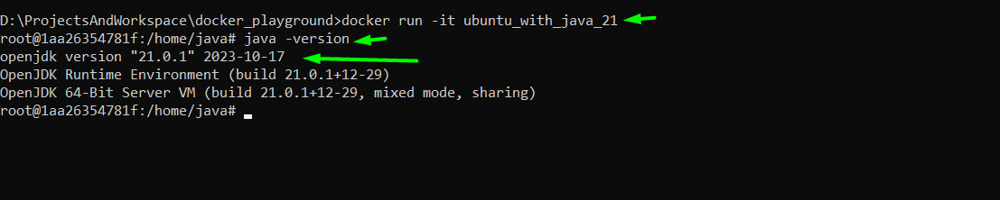 D:\ProjectsAndWorkspace\docker_playground>docker run -it ubuntu_with_java_21
root@1aa26354781f:/home/java# java -version
openjdk version "21.0.1" 2023-10-17
OpenJDK Runtime Environment (build 21.0.1+12-29)
OpenJDK 64-Bit Server VM (build 21.0.1+12-29, mixed mode, sharing)
root@1aa26354781f:/home/java#